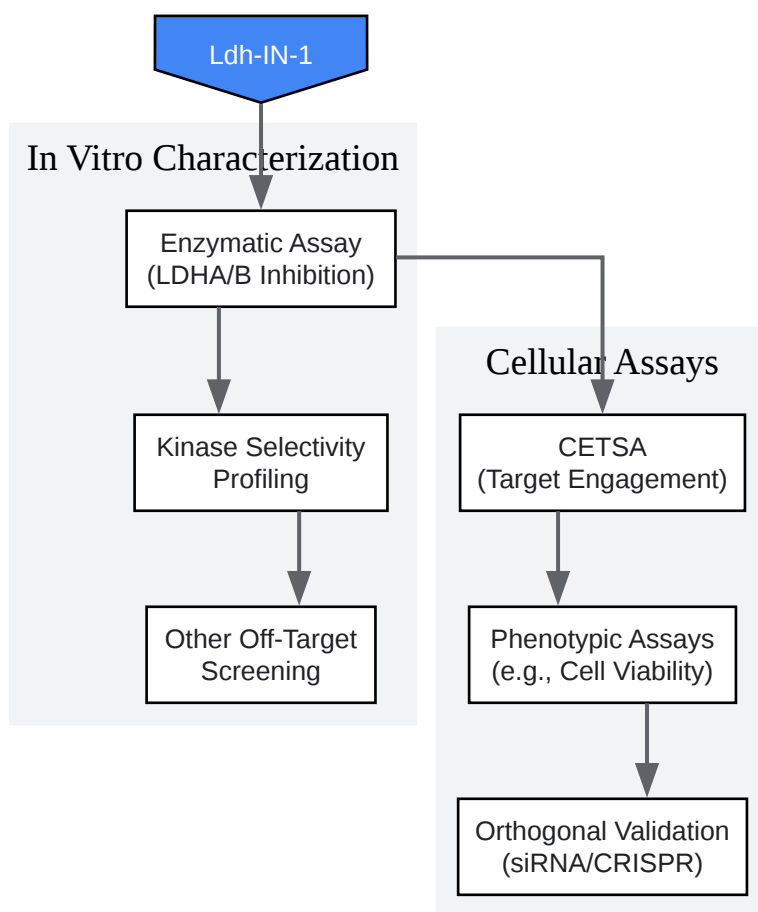 Ldh-IN-1
In Vitro Characterization
Enzymatic Assay
(LDHA/B Inhibition)
Kinase Selectivity
Profiling
Other Off-Target
Screening
Cellular Assays
CETSA
(Target Engagement)
Phenotypic Assays
(e.g., Cell Viability)
Orthogonal Validation
(siRNA/CRISPR)